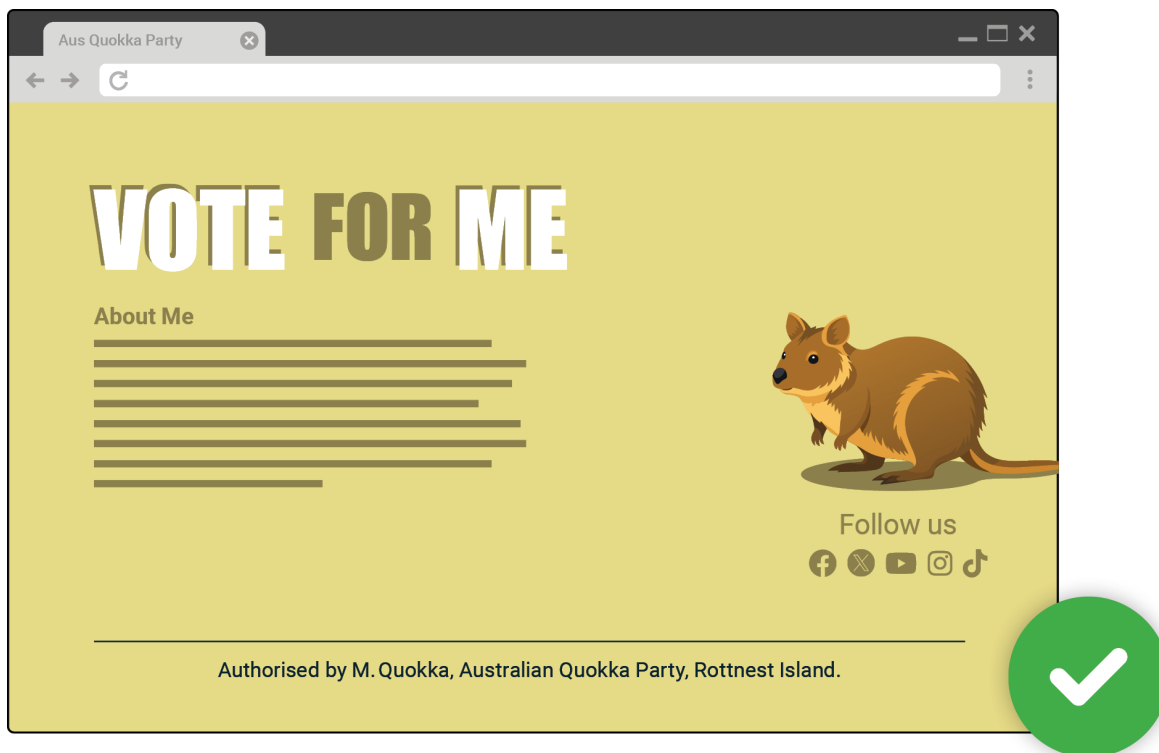 Aus Quokka Party
VOTE FOR ME
About Me
Follow us
Authorised by M. Quokka, Australian Quokka Party, Rottnest Island.